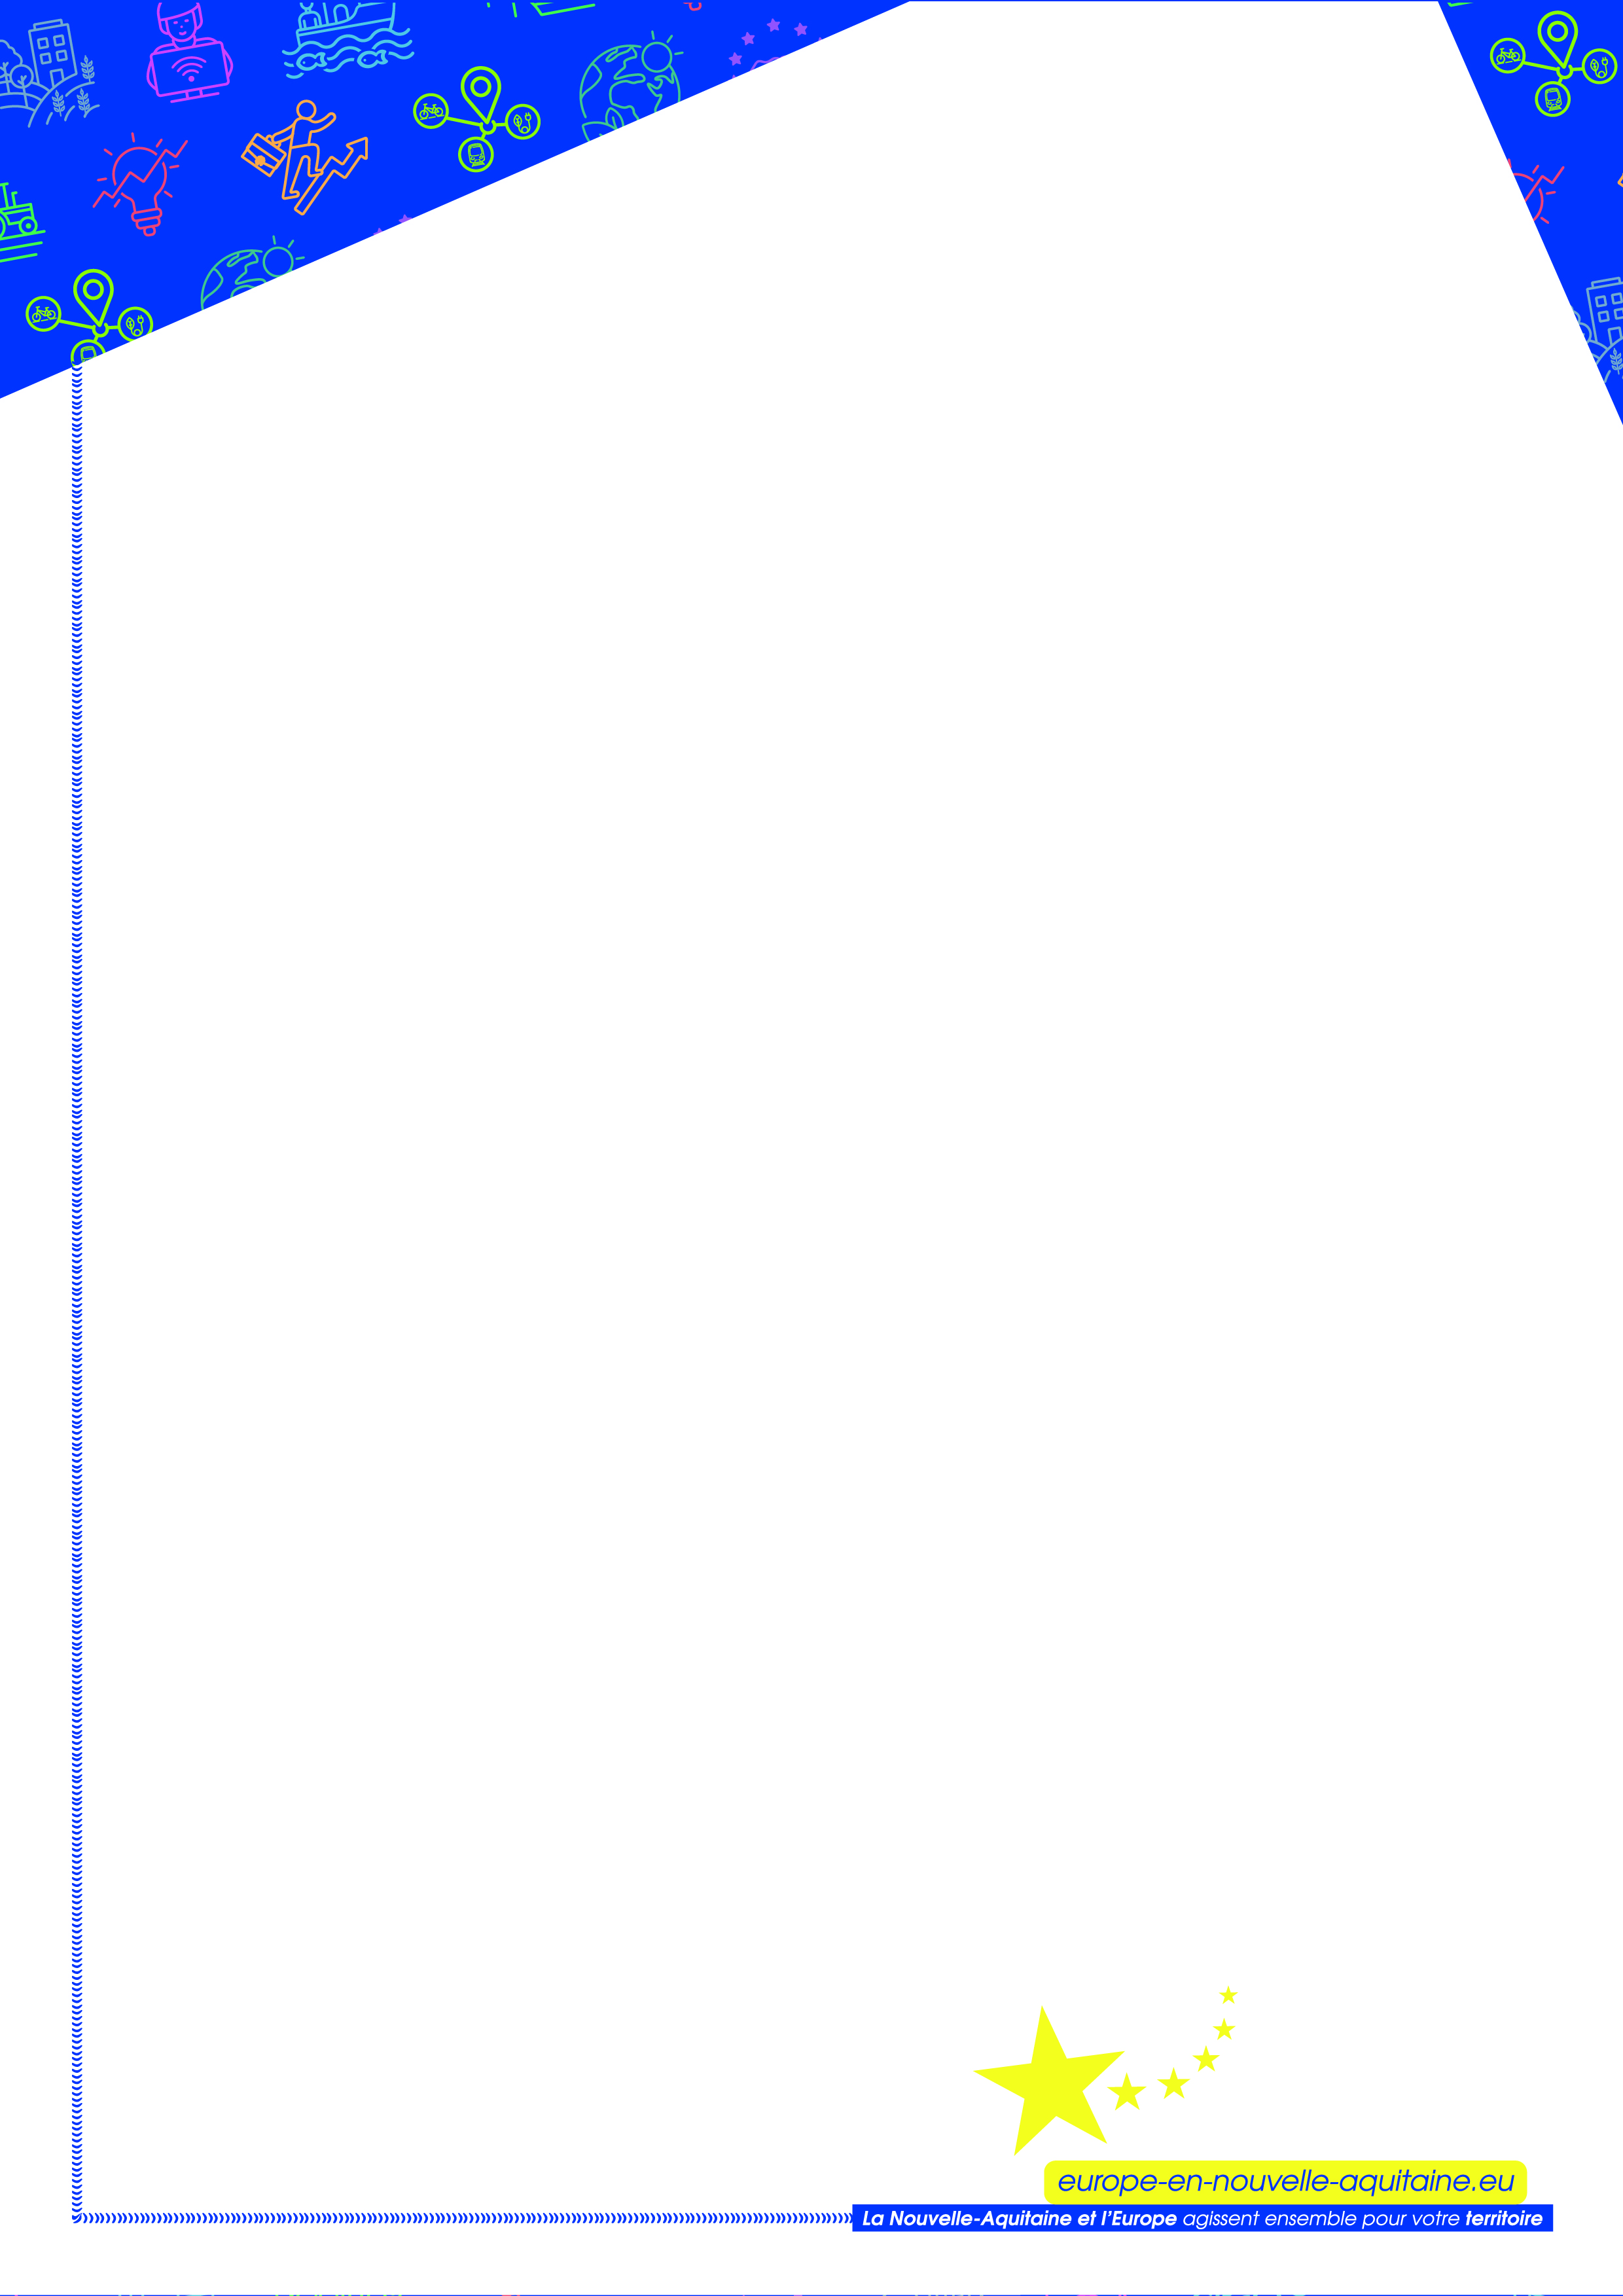 europe-en-nouvelle-aquitaine.eu
La Nouvelle-Aquitaine et l’Europe agissent ensemble pour votre territoire